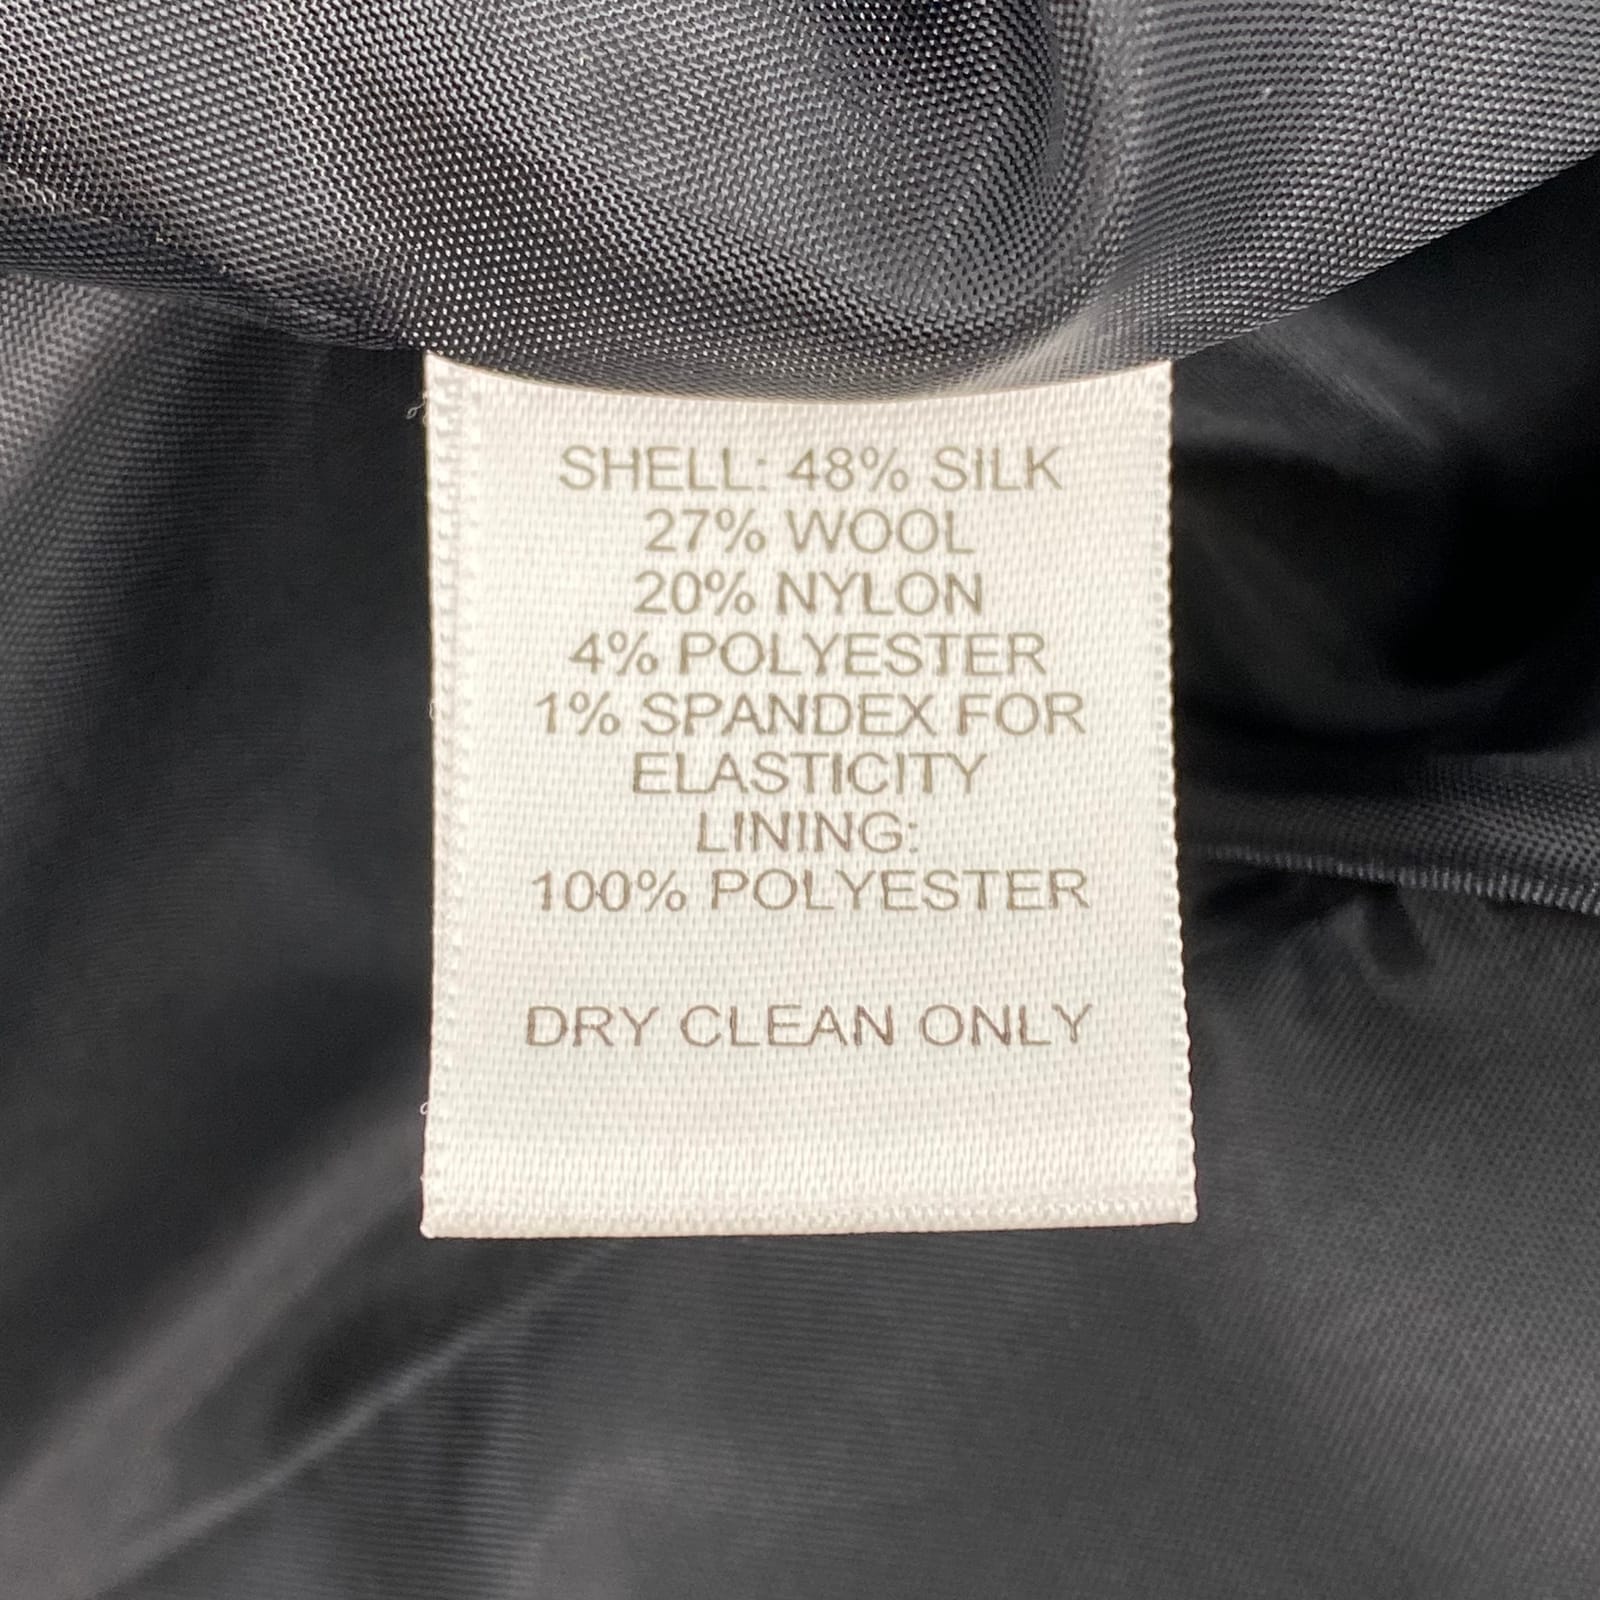 SHELL: 48% SILK
27% WOOL
20% NYLON
4% POLYESTER
1% SPANDEX FOR
ELASTICITY
LINING:
100% POLYESTER
DRY CLEAN ONLY